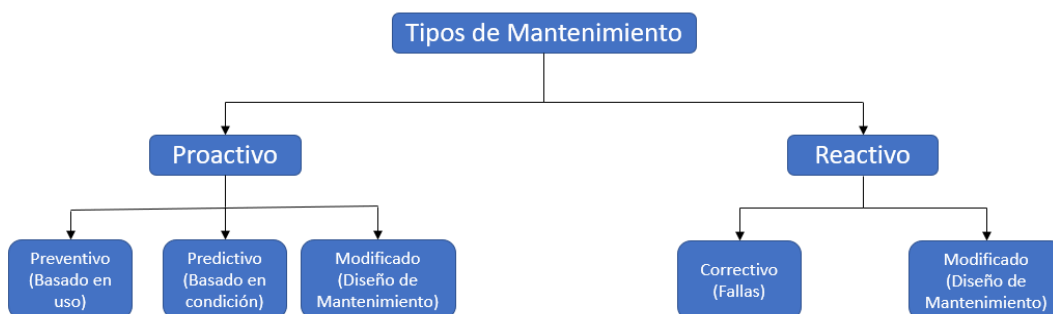 Tipos de Mantenimiento
Proactivo
Reactivo
Preventivo
(Basado en
uso)
Predictivo
(Basado en
condición)
Modificado
(Diseño de
Mantenimiento)
Correctivo
(Fallas)
Modificado
(Diseño de
Mantenimiento)